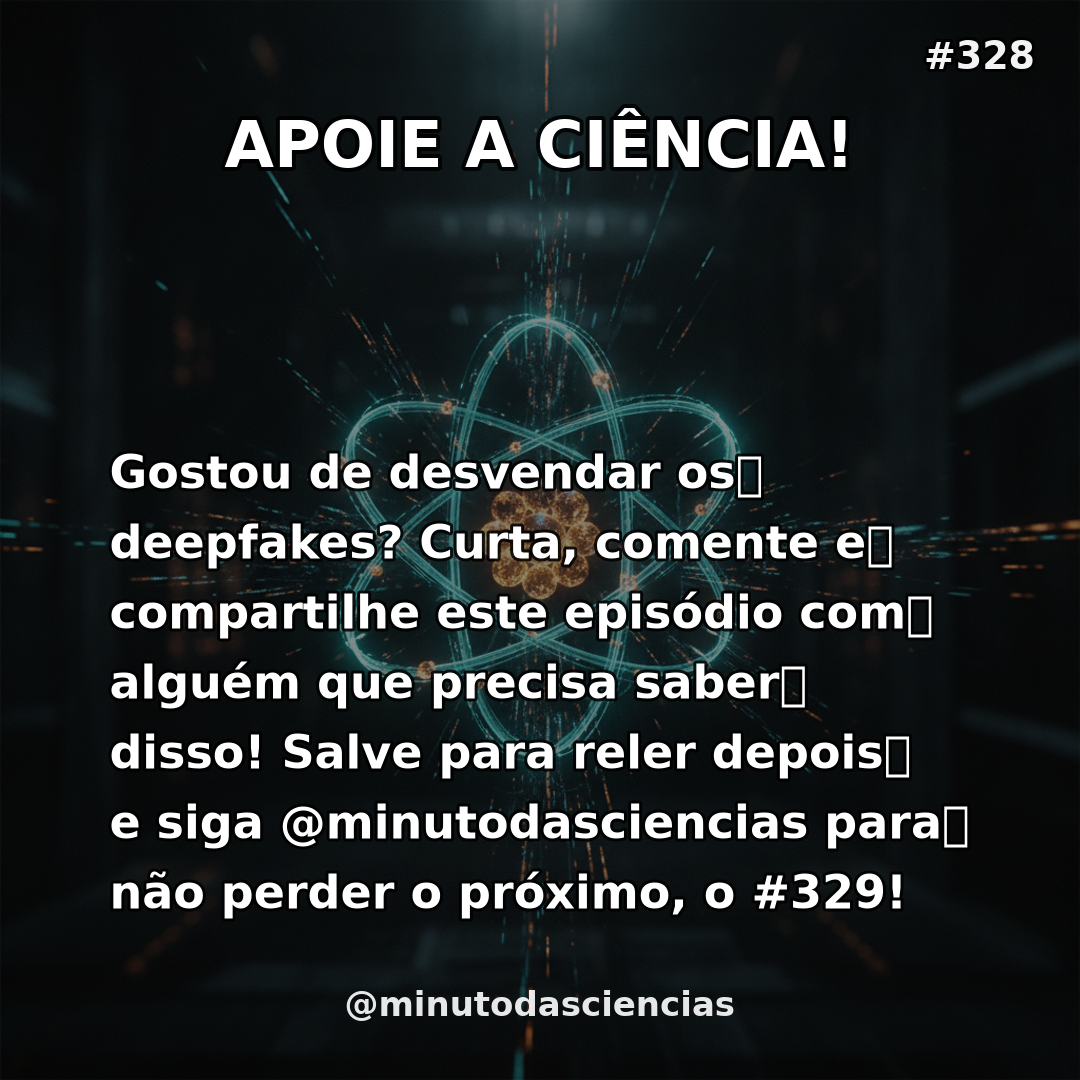 #328
APOIE A CIÊNCIA!
Gostou de desvendar os▯
deepfakes? Curta, comente e▯
compartilhe este episódio com▯
alguém que precisa saber▯
disso! Salve para reler depois▯
e siga @minutodasciencias para▯
não perder o próximo, o #329!
@minutodasciencias